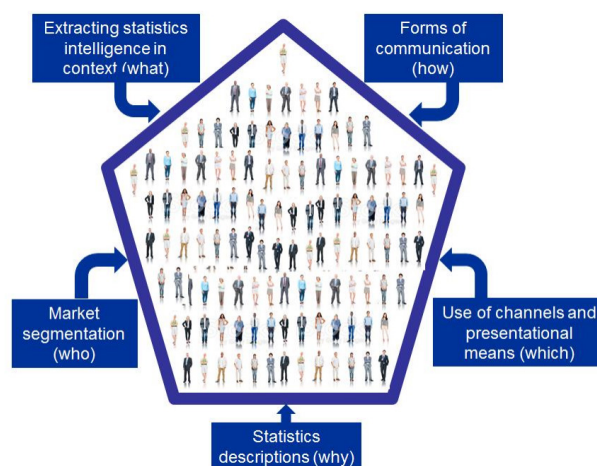 Extracting statistics
intelligence in
context (what)
Forms of
communication
(how)
Market
segmentation
(who)
Use of channels and
presentational
means (which)
Statistics
descriptions (why)